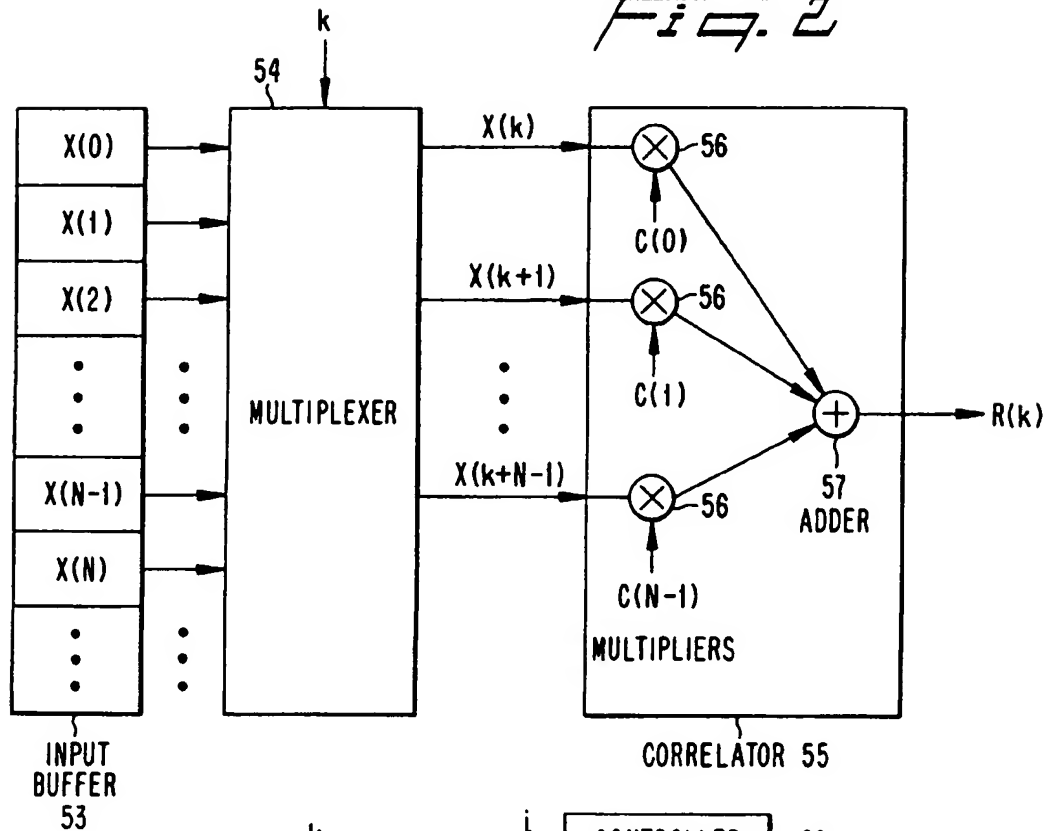 Fig. 2
k
54
X(0)
X(1)
X(2)
X(N-1)
X(N)
MULTIPLEXER
X(k)
X(k+1)
X(k+N-1)
56
C(0)
56
C(1)
56
C(N-1)
MULTIPLIERS
57
ADDER
R(k)
INPUT
BUFFER
53
CORRELATOR 55
k
i